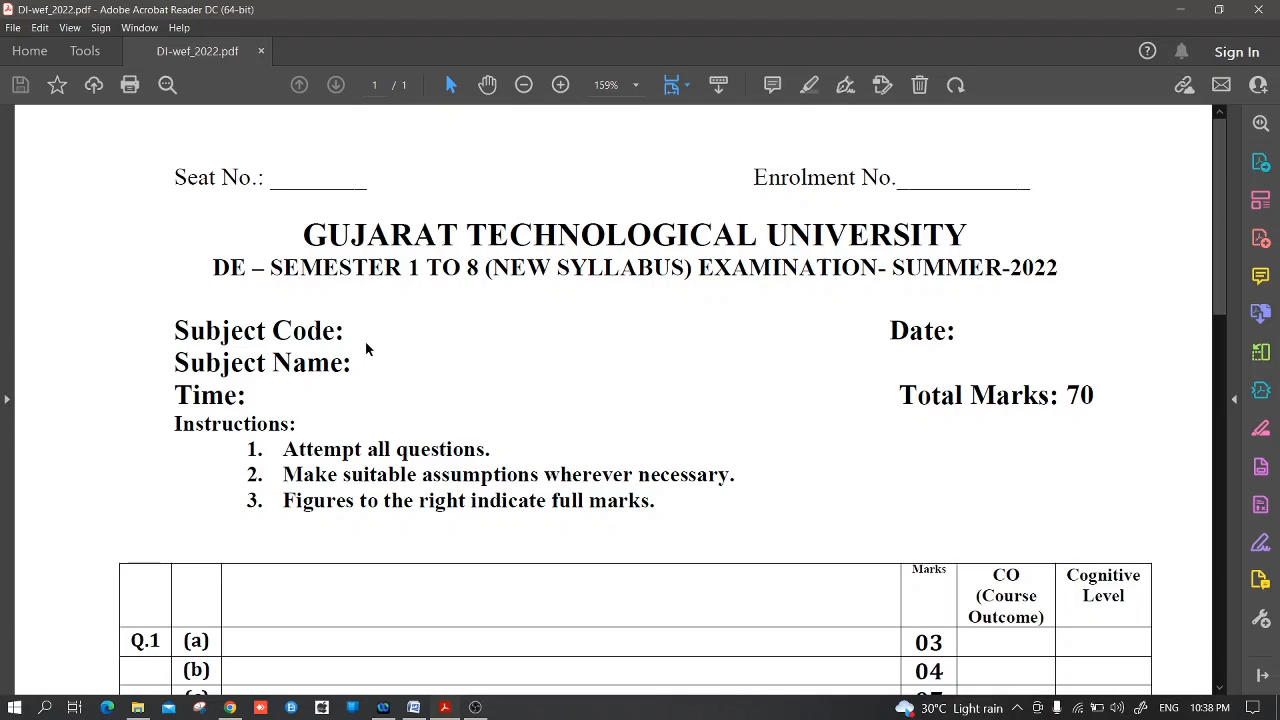 DI-wef_2022.pdf - Adobe Acrobat Reader DC (64-bit)
File Edit View Sign Window Help
Home Tools DI-wef_2022.pdf × Sign In
1 / 1 159%
Seat No.: ________ Enrolment No.___________
GUJARAT TECHNOLOGICAL UNIVERSITY
DE – SEMESTER 1 TO 8 (NEW SYLLABUS) EXAMINATION- SUMMER-2022
Subject Code: Date:
Subject Name:
Time: Total Marks: 70
Instructions:
1. Attempt all questions.
2. Make suitable assumptions wherever necessary.
3. Figures to the right indicate full marks.
Marks CO Cognitive
(Course Level
Outcome)
Q.1 (a) 03
(b) 04
30°C Light rain ENG 10:38 PM